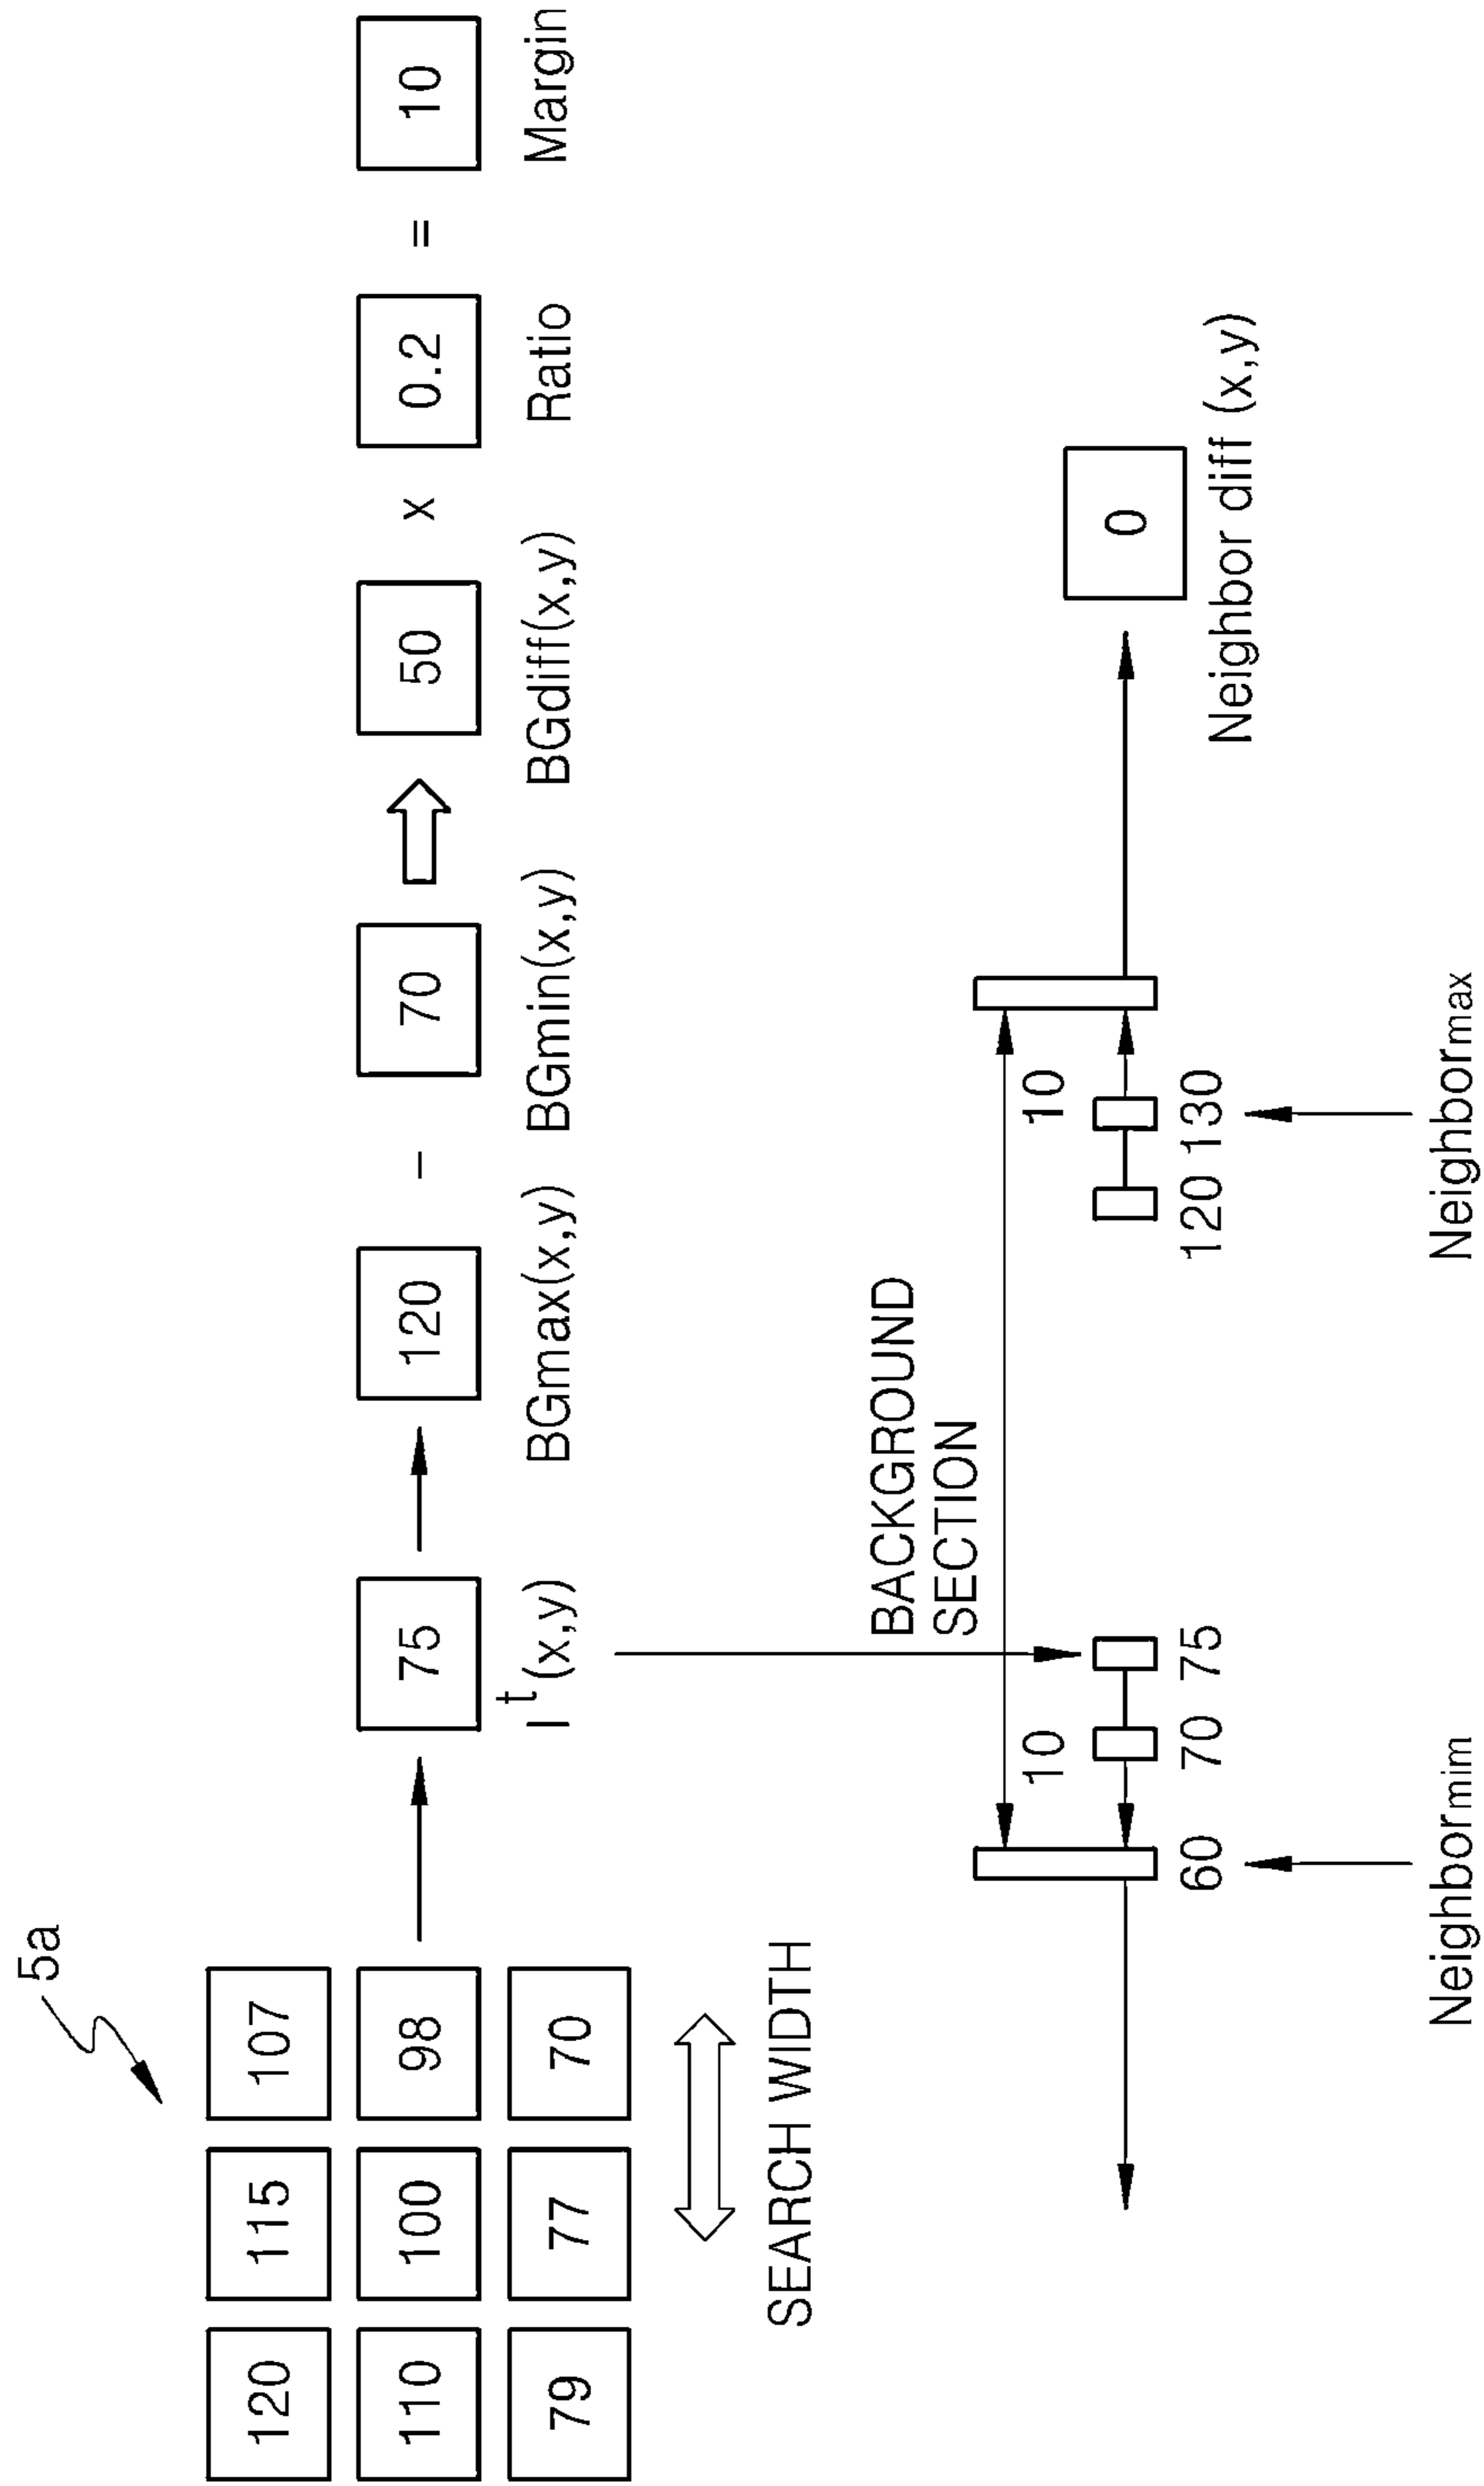 5a
120 115 107
110 100 98
79 77 70
SEARCH WIDTH
75
I t (x,y)
120 – 70
BGmax(x,y) BGmin(x,y)
50 x 0.2 = 10
BGdiff(x,y) Ratio Margin
BACKGROUND
SECTION
10
10
60 70 75
120 130
0
Neighbor diff (x,y)
Neighbormim
Neighbormax